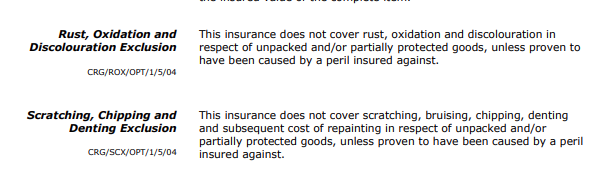 the insured value of the complete item.
Rust, Oxidation and
Discolouration Exclusion
CRG/ROX/OPT/1/5/04
This insurance does not cover rust, oxidation and discolouration in
respect of unpacked and/or partially protected goods, unless proven to
have been caused by a peril insured against.
Scratching, Chipping and
Denting Exclusion
CRG/SCX/OPT/1/5/04
This insurance does not cover scratching, bruising, chipping, denting
and subsequent cost of repainting in respect of unpacked and/or
partially protected goods, unless proven to have been caused by a peril
insured against.